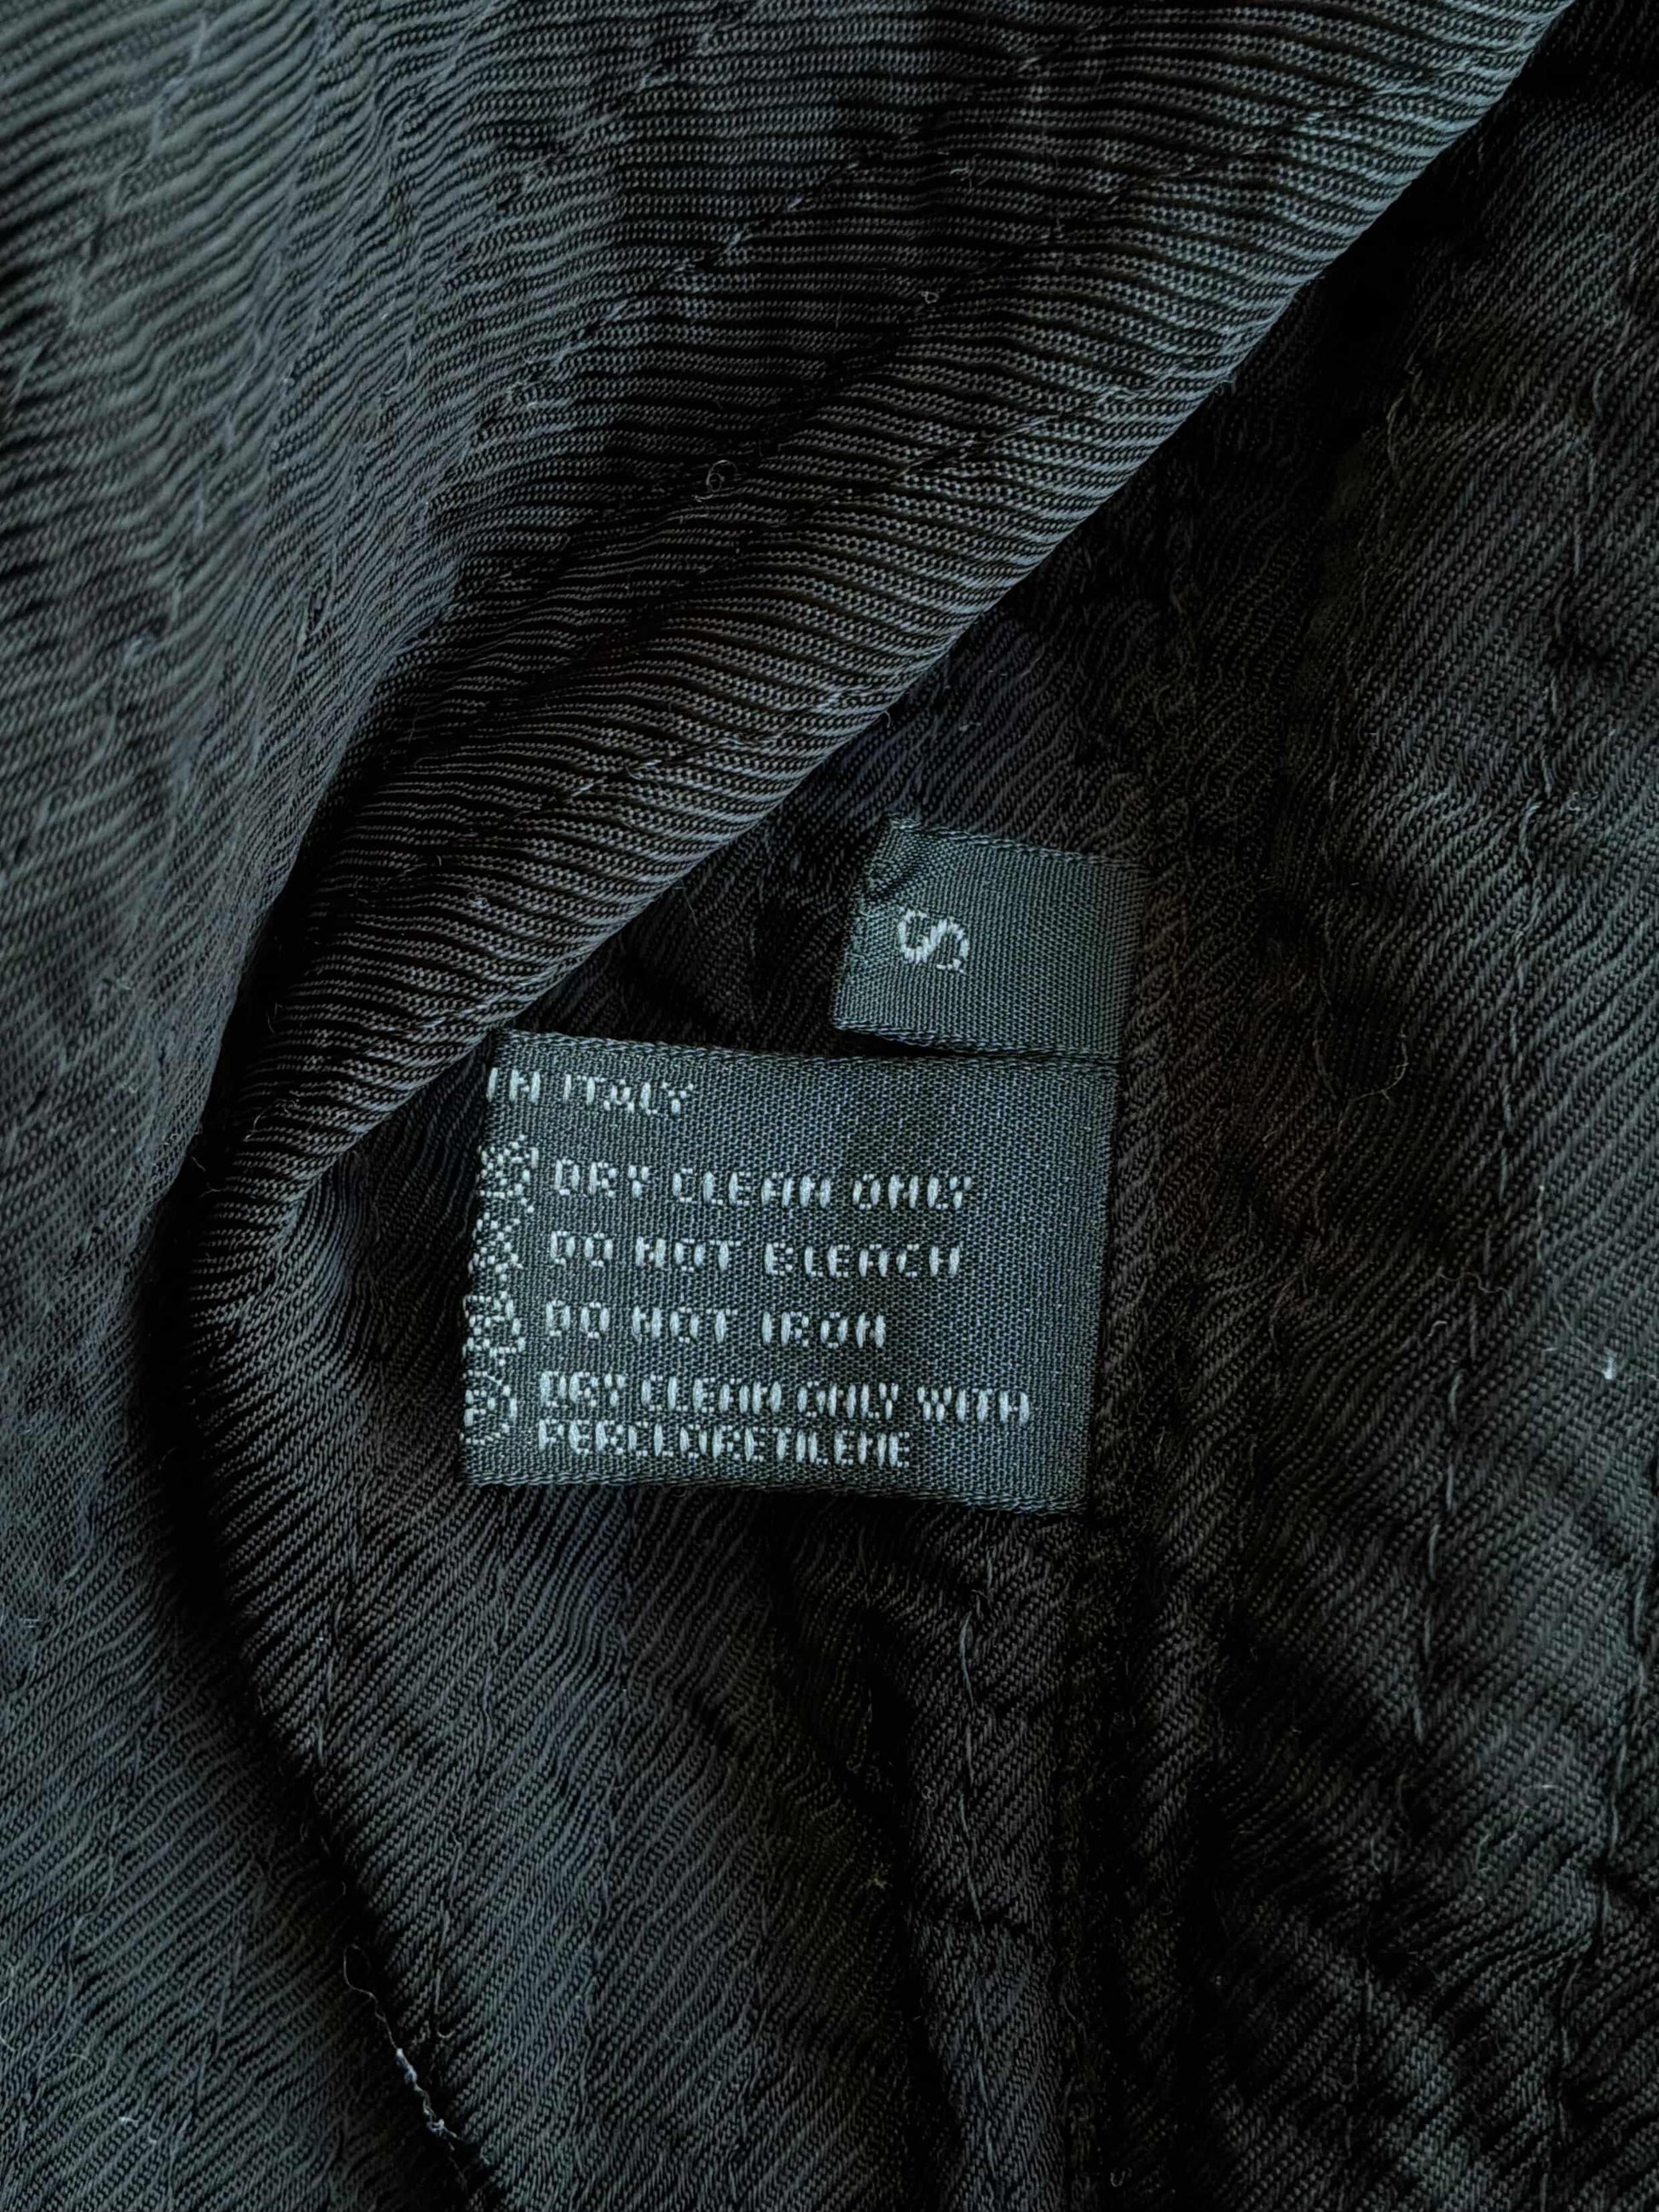 S
IN ITALY
DRY CLEAN ONLY
DO NOT BLEACH
DO NOT IRON
DRY CLEAN ONLY WITH
PERCLORETILENE